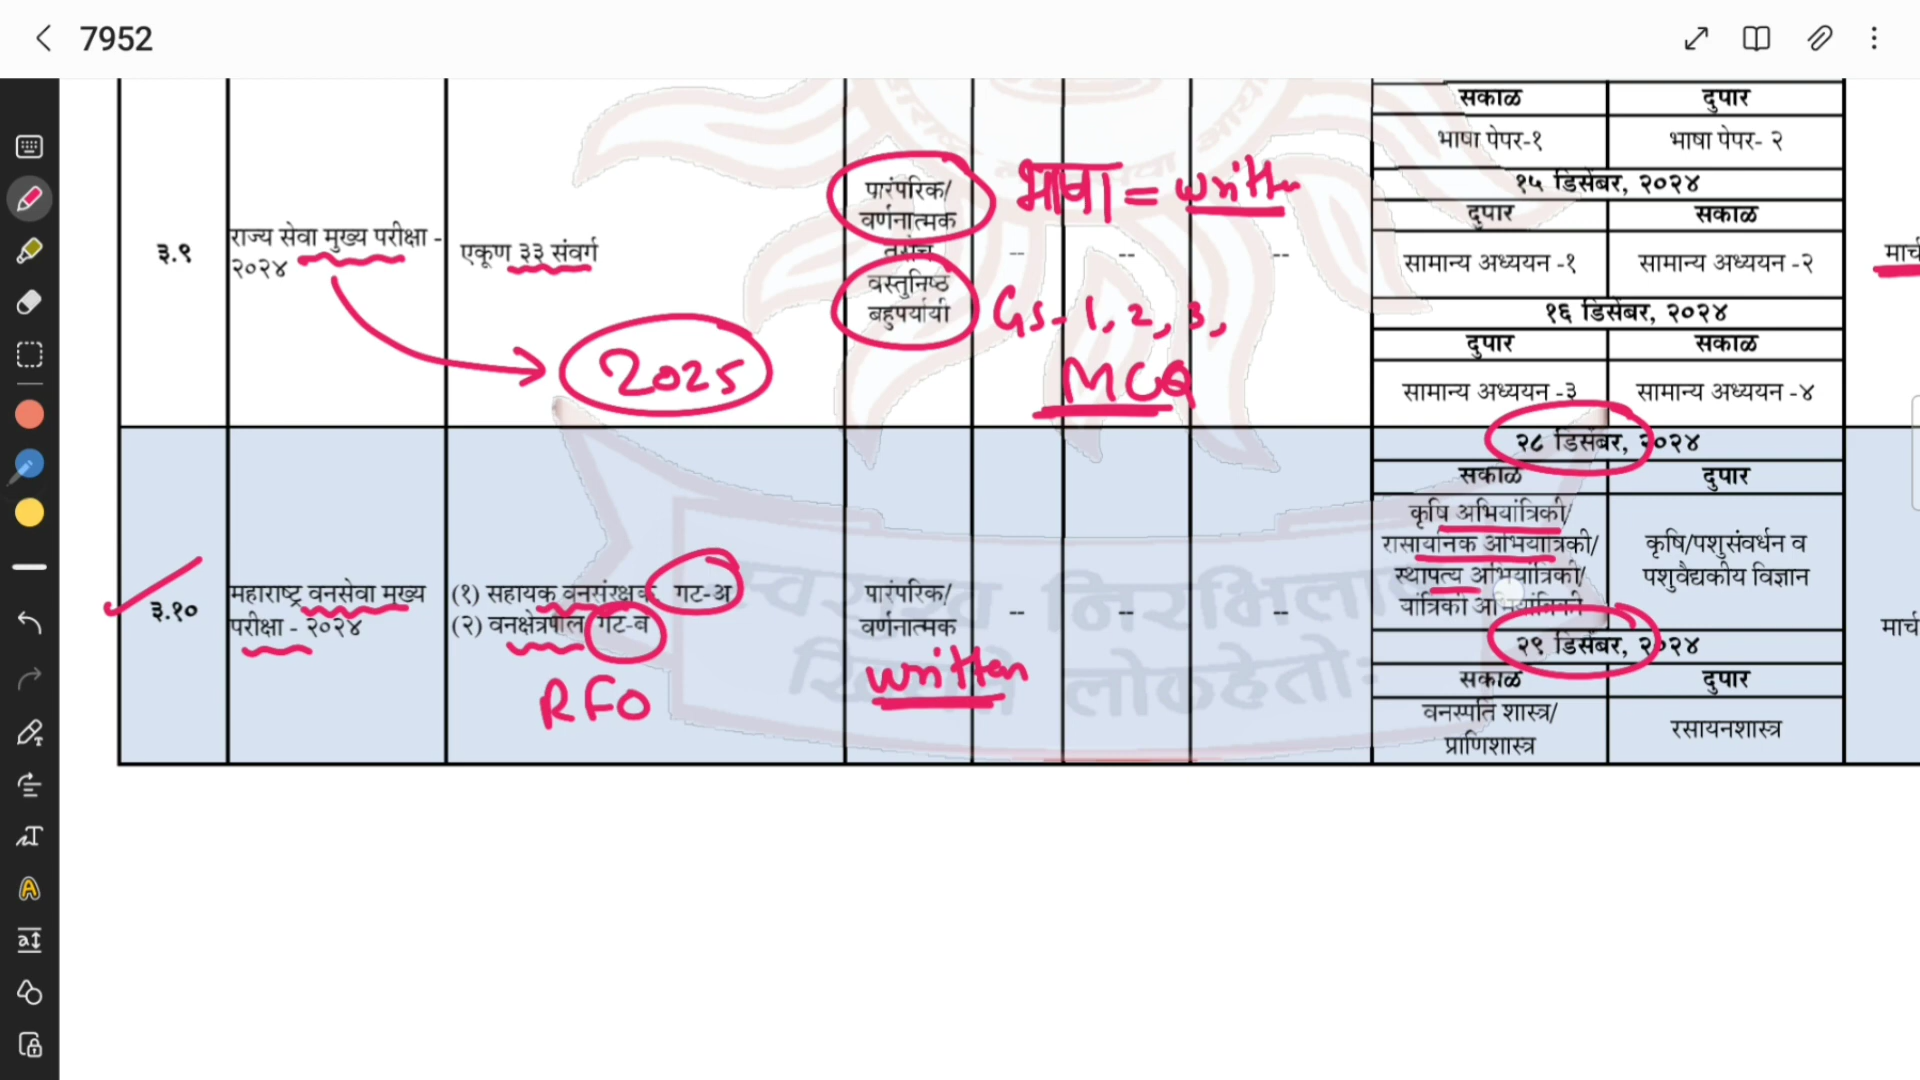 7952
सकाळ दुपार
भाषा पेपर-१ भाषा पेपर- २
१५ डिसेंबर, २०२४
दुपार सकाळ
सामान्य अध्ययन -१ सामान्य अध्ययन -२
१६ डिसेंबर, २०२४
दुपार सकाळ
सामान्य अध्ययन -३ सामान्य अध्ययन -४
३.९
राज्य सेवा मुख्य परीक्षा -
२०२४
एकूण ३३ संवर्ग
पारंपरिक/
वर्णनात्मक
तसेच
वस्तुनिष्ठ
बहुपर्यायी
-- -- --
भाषा = written
Gs-1, 2, 3,
MCQ
2025
मार्च
३.१०
महाराष्ट्र वनसेवा मुख्य
परीक्षा - २०२४
(१) सहायक वनसंरक्षक गट-अ
(२) वनक्षेत्रपाल गट-ब
RFO
पारंपरिक/
वर्णनात्मक
written
-- -- --
२८ डिसेंबर, २०२४
सकाळ दुपार
कृषि अभियांत्रिकी/
रासायनिक अभियांत्रिकी/
स्थापत्य अभियांत्रिकी/
यांत्रिकी अभियांत्रिकी
कृषि/पशुसंवर्धन व
पशुवैद्यकीय विज्ञान
२९ डिसेंबर, २०२४
सकाळ दुपार
वनस्पति शास्त्र/
प्राणिशास्त्र
रसायनशास्त्र
मार्च